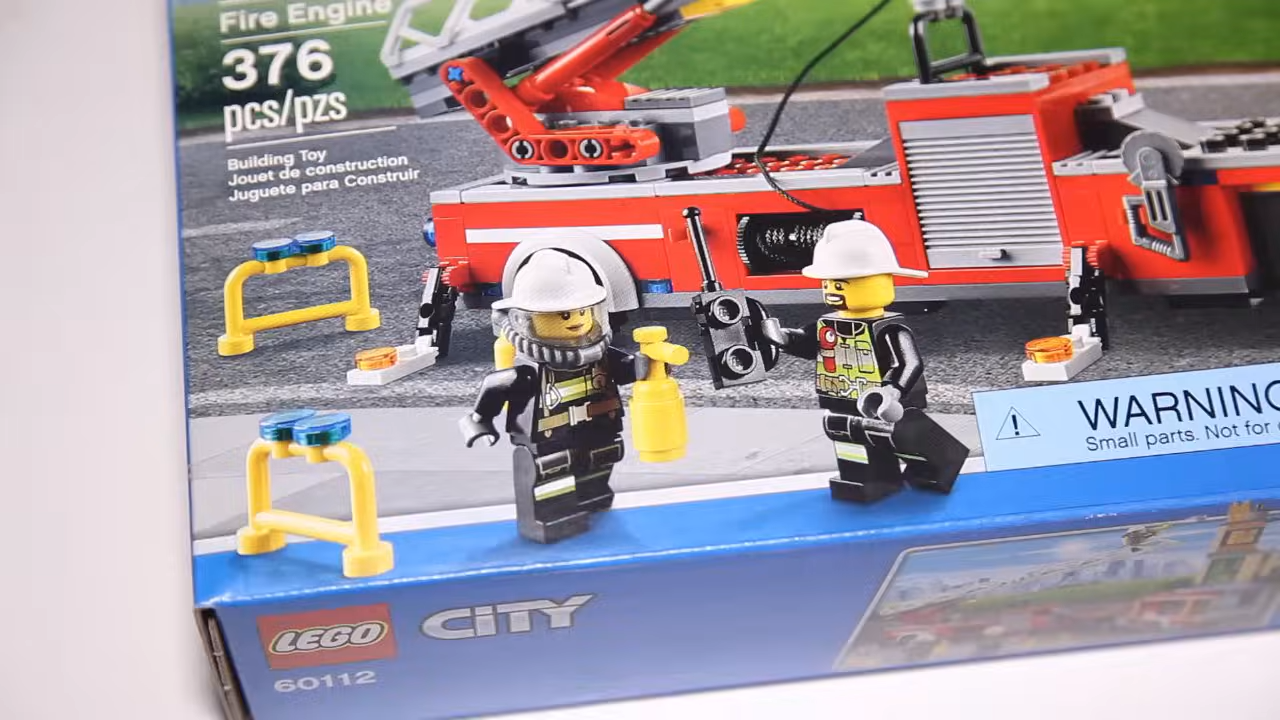 Fire Engine
376
pcs/pzs
Building Toy
Jouet de construction
Juguete para Construir
WARNING
Small parts. Not for
LEGO
CITY
60112